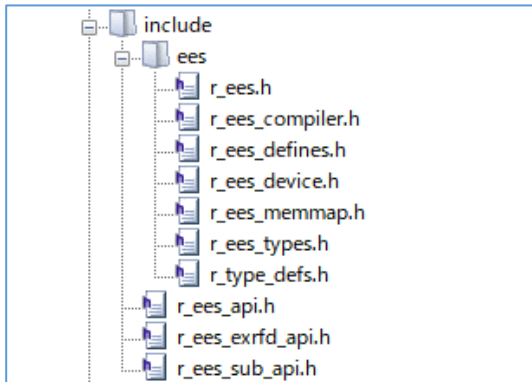 include
ees
r_ees.h
r_ees_compiler.h
r_ees_defines.h
r_ees_device.h
r_ees_memmap.h
r_ees_types.h
r_type_defs.h
r_ees_api.h
r_ees_exrfd_api.h
r_ees_sub_api.h